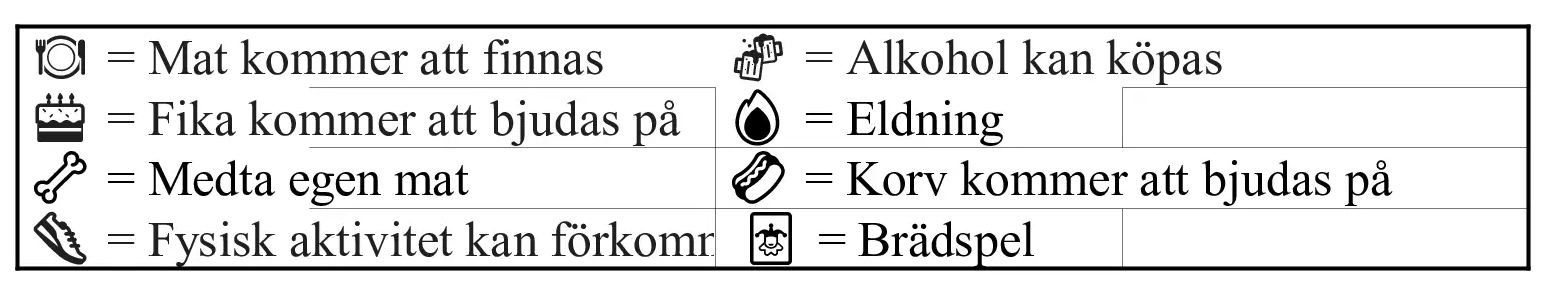 = Mat kommer att finnas = Alkohol kan köpas
= Fika kommer att bjudas på = Eldning
= Medta egen mat = Korv kommer att bjudas på
= Fysisk aktivitet kan = Brädspel